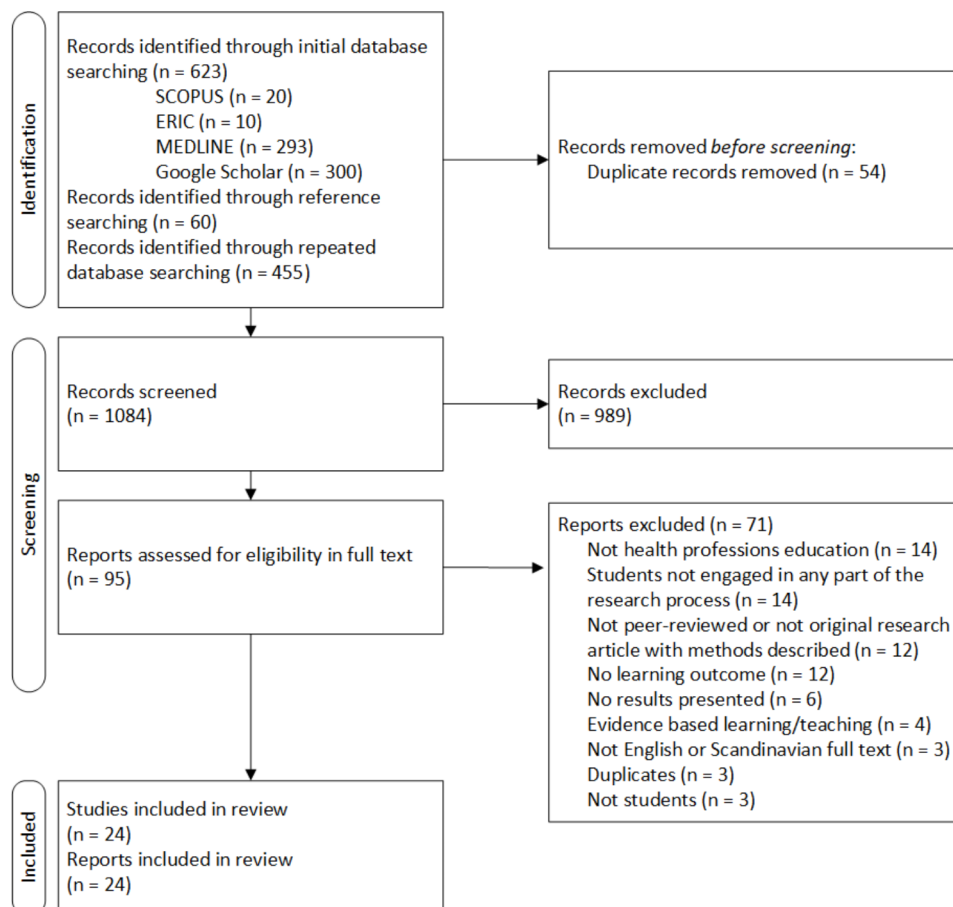 Identification
Records identified through initial database
searching (n = 623)
SCOPUS (n = 20)
ERIC (n = 10)
MEDLINE (n = 293)
Google Scholar (n = 300)
Records identified through reference
searching (n = 60)
Records identified through repeated
database searching (n = 455)
Records removed before screening:
Duplicate records removed (n = 54)
Screening
Records screened
(n = 1084)
Records excluded
(n = 989)
Reports assessed for eligibility in full text
(n = 95)
Reports excluded (n = 71)
Not health professions education (n = 14)
Students not engaged in any part of the
research process (n = 14)
Not peer-reviewed or not original research
article with methods described (n = 12)
No learning outcome (n = 12)
No results presented (n = 6)
Evidence based learning/teaching (n = 4)
Not English or Scandinavian full text (n = 3)
Duplicates (n = 3)
Not students (n = 3)
Included
Studies included in review
(n = 24)
Reports included in review
(n = 24)